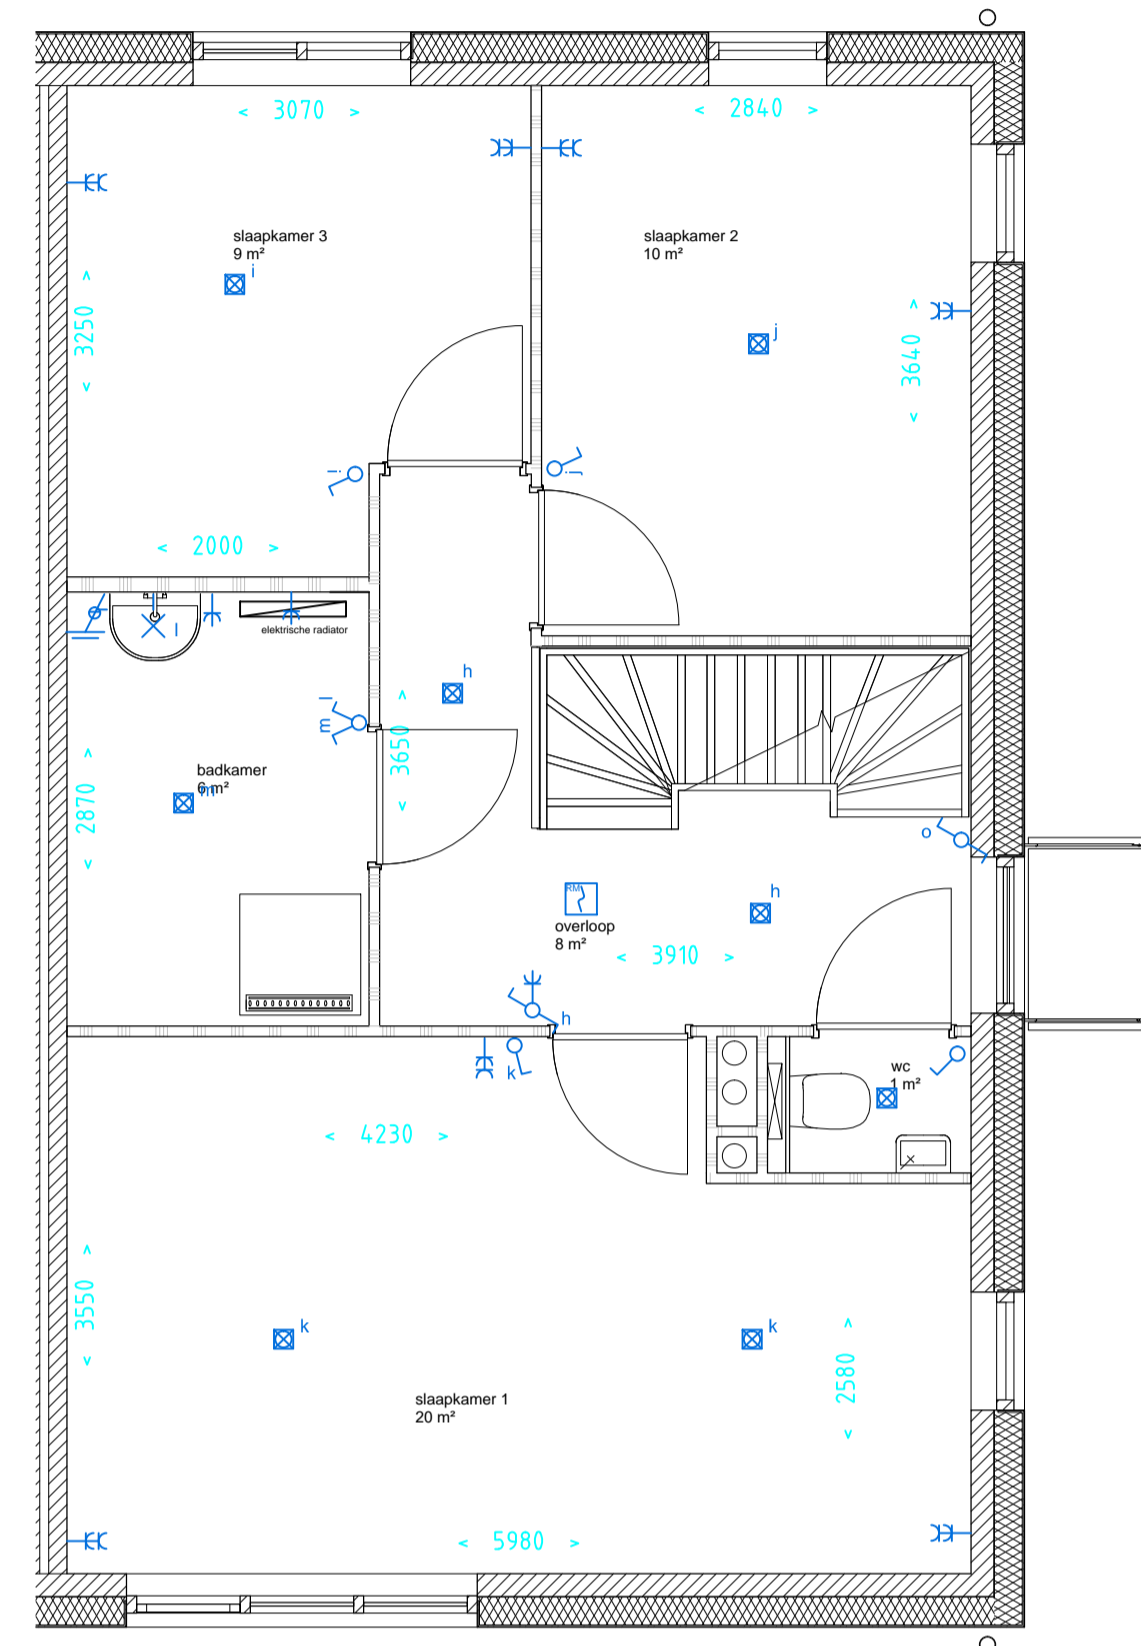 < 3070 >
< 2840 >
slaapkamer 3
9 m²
i
slaapkamer 2
10 m²
j
< 3250 >
< 3640 >
i
j
< 2000 >
l
elektrische radiator
h
l
m
< 3650 >
badkamer
6 m²
m
< 2870 >
o
RM
h
overloop
8 m²
< 3910 >
h
k
wc
1 m²
< 4230 >
< 3550 >
k
k
< 2580 >
slaapkamer 1
20 m²
< 5980 >